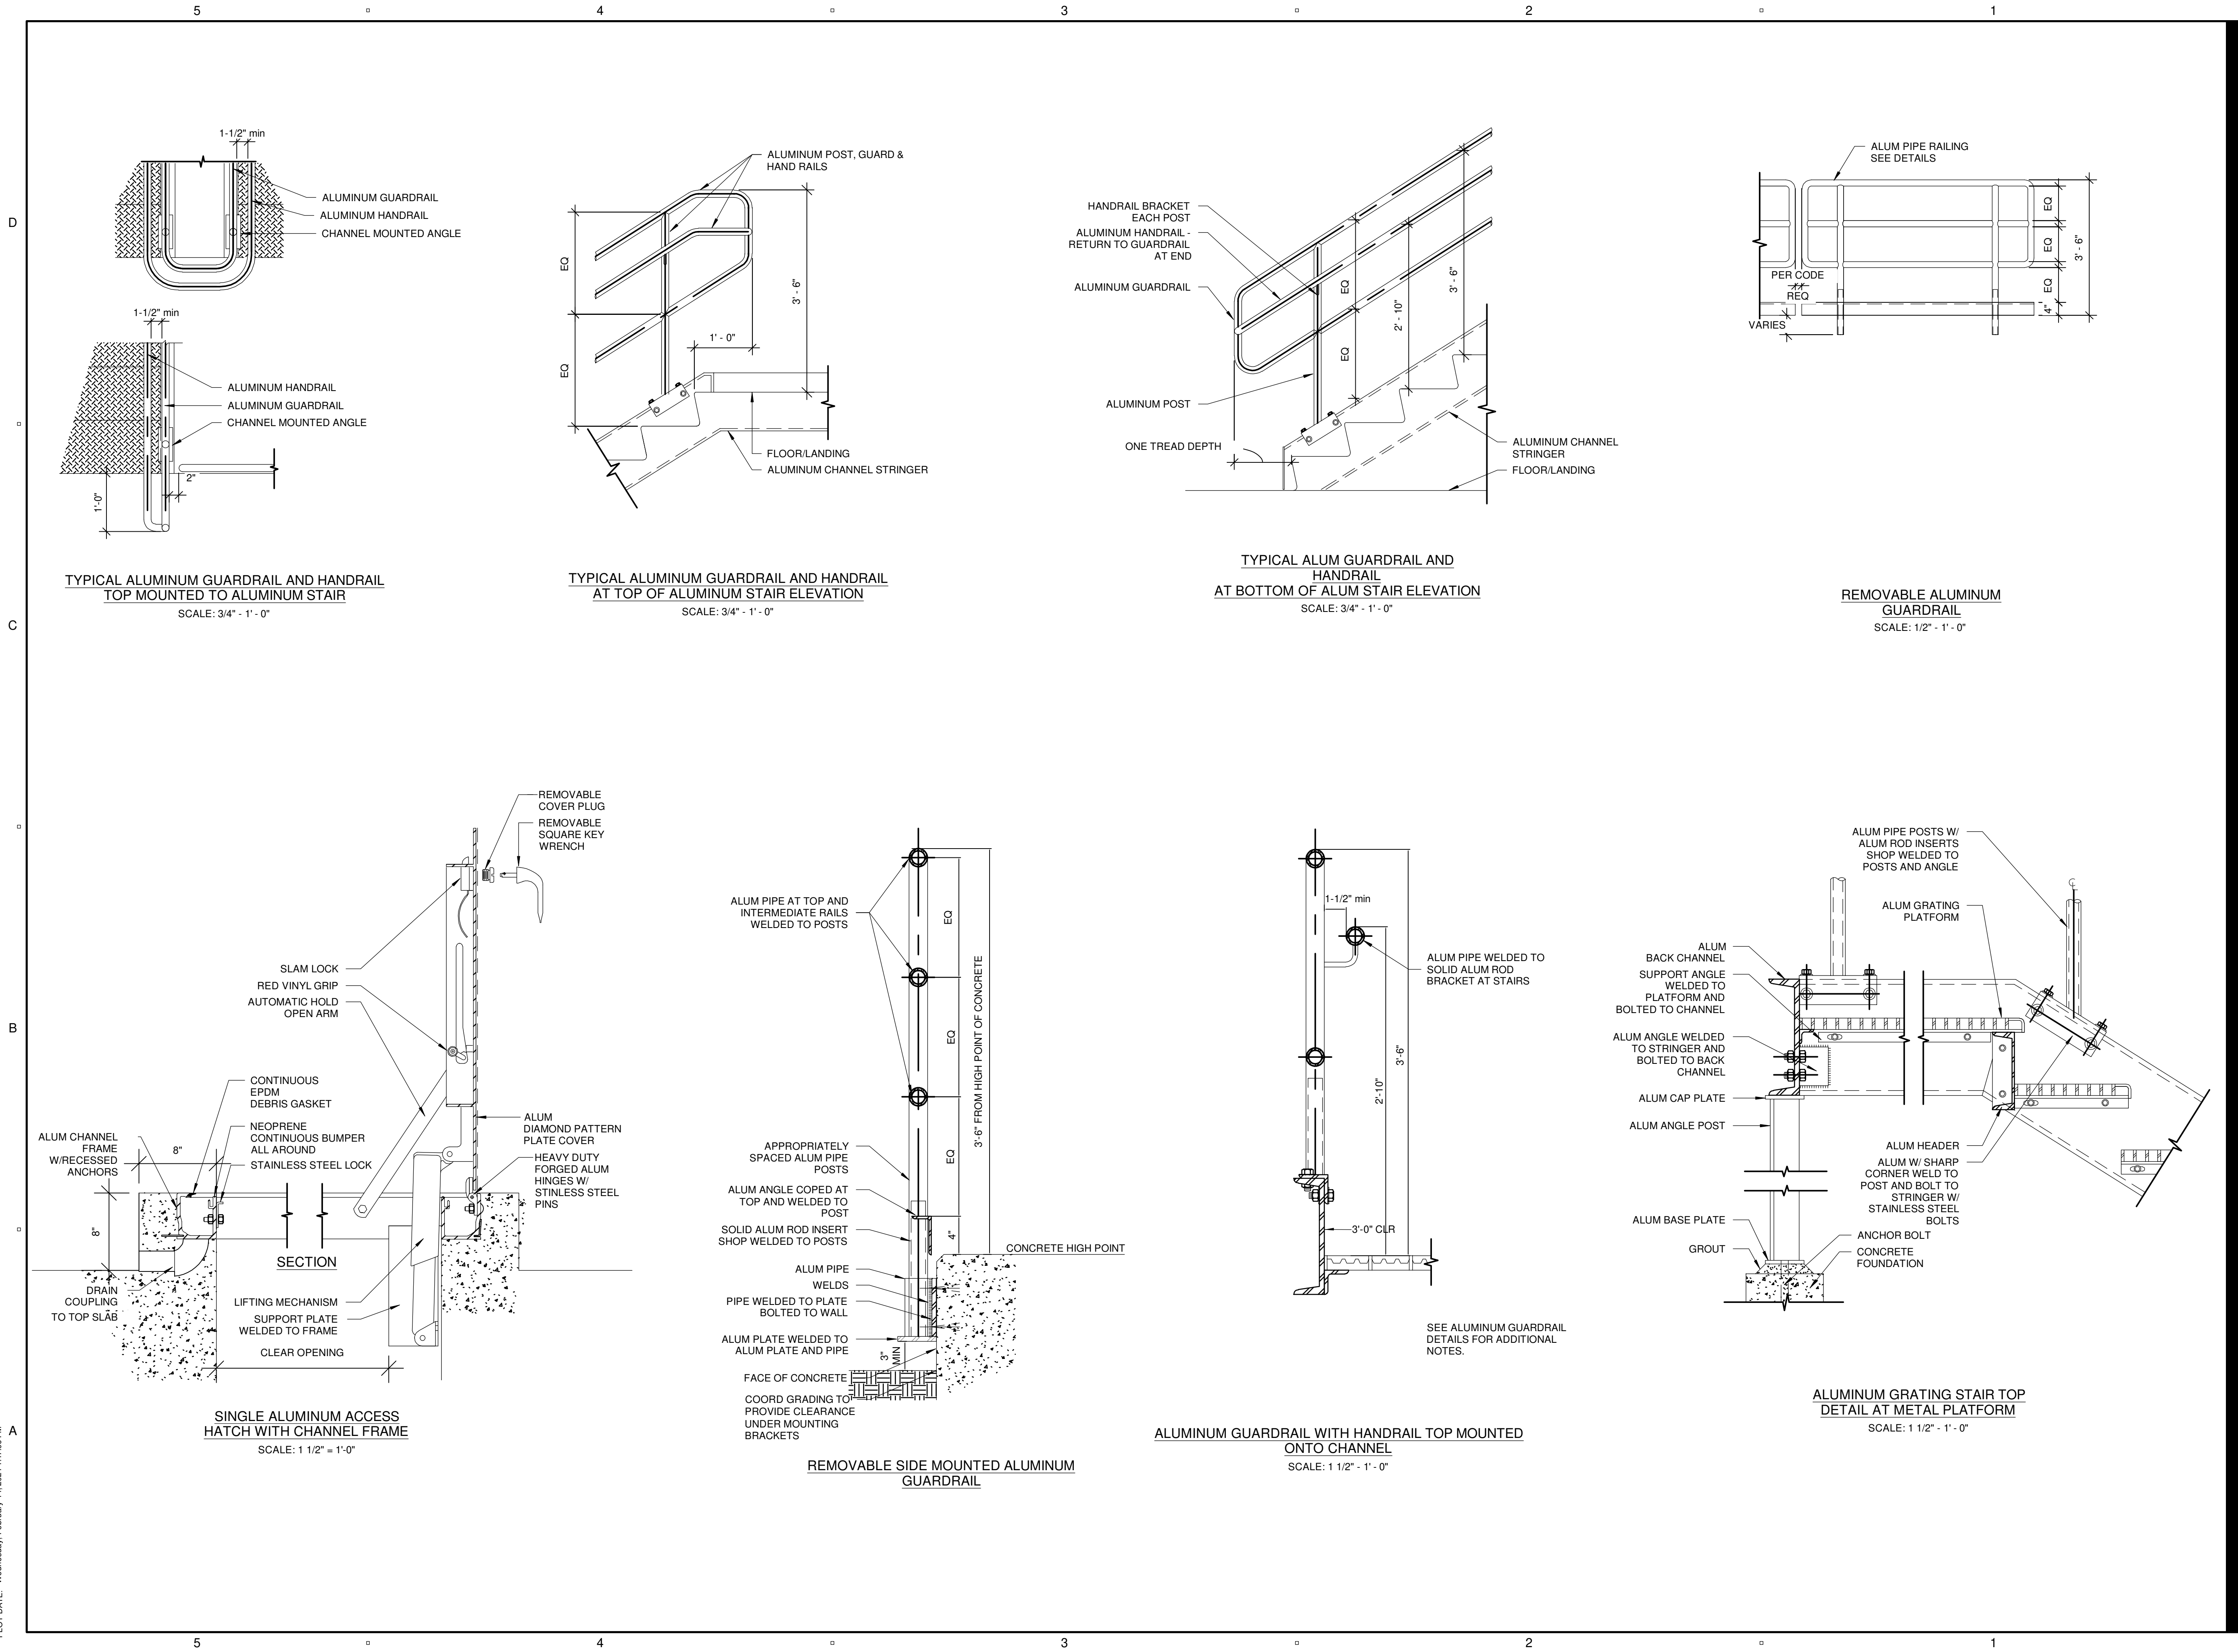 5
4
3
2
1
D
C
B
A
1-1/2" min
ALUMINUM GUARDRAIL
ALUMINUM HANDRAIL
CHANNEL MOUNTED ANGLE
1-1/2" min
ALUMINUM HANDRAIL
ALUMINUM GUARDRAIL
CHANNEL MOUNTED ANGLE
2"
1'-0"
TYPICAL ALUMINUM GUARDRAIL AND HANDRAIL
TOP MOUNTED TO ALUMINUM STAIR
SCALE: 3/4" - 1' - 0"
ALUMINUM POST, GUARD &
HAND RAILS
EQ
EQ
3' - 6"
1' - 0"
FLOOR/LANDING
ALUMINUM CHANNEL STRINGER
TYPICAL ALUMINUM GUARDRAIL AND HANDRAIL
AT TOP OF ALUMINUM STAIR ELEVATION
SCALE: 3/4" - 1' - 0"
HANDRAIL BRACKET
EACH POST
ALUMINUM HANDRAIL -
RETURN TO GUARDRAIL
AT END
ALUMINUM GUARDRAIL
ALUMINUM POST
ONE TREAD DEPTH
EQ
EQ
2' - 10"
3' - 6"
ALUMINUM CHANNEL
STRINGER
FLOOR/LANDING
TYPICAL ALUM GUARDRAIL AND
HANDRAIL
AT BOTTOM OF ALUM STAIR ELEVATION
SCALE: 3/4" - 1' - 0"
ALUM PIPE RAILING
SEE DETAILS
EQ
EQ
EQ
4"
3' - 6"
PER CODE
REQ
VARIES
REMOVABLE ALUMINUM
GUARDRAIL
SCALE: 1/2" - 1' - 0"
REMOVABLE
COVER PLUG
REMOVABLE
SQUARE KEY
WRENCH
SLAM LOCK
RED VINYL GRIP
AUTOMATIC HOLD
OPEN ARM
CONTINUOUS
EPDM
DEBRIS GASKET
NEOPRENE
CONTINUOUS BUMPER
ALL AROUND
STAINLESS STEEL LOCK
ALUM CHANNEL
FRAME
W/RECESSED
ANCHORS
8"
8"
ALUM
DIAMOND PATTERN
PLATE COVER
HEAVY DUTY
FORGED ALUM
HINGES W/
STINLESS STEEL
PINS
SECTION
DRAIN
COUPLING
TO TOP SLAB
LIFTING MECHANISM
SUPPORT PLATE
WELDED TO FRAME
CLEAR OPENING
SINGLE ALUMINUM ACCESS
HATCH WITH CHANNEL FRAME
SCALE: 1 1/2" = 1'-0"
ALUM PIPE AT TOP AND
INTERMEDIATE RAILS
WELDED TO POSTS
EQ
EQ
EQ
4"
3'-6" FROM HIGH POINT OF CONCRETE
APPROPRIATELY
SPACED ALUM PIPE
POSTS
ALUM ANGLE COPED AT
TOP AND WELDED TO
POST
SOLID ALUM ROD INSERT
SHOP WELDED TO POSTS
CONCRETE HIGH POINT
ALUM PIPE
WELDS
PIPE WELDED TO PLATE
BOLTED TO WALL
ALUM PLATE WELDED TO
ALUM PLATE AND PIPE
3"
MIN
FACE OF CONCRETE
COORD GRADING TO
PROVIDE CLEARANCE
UNDER MOUNTING
BRACKETS
REMOVABLE SIDE MOUNTED ALUMINUM
GUARDRAIL
1-1/2" min
ALUM PIPE WELDED TO
SOLID ALUM ROD
BRACKET AT STAIRS
2'-10"
3'-6"
3'-0" CLR
SEE ALUMINUM GUARDRAIL
DETAILS FOR ADDITIONAL
NOTES.
ALUMINUM GUARDRAIL WITH HANDRAIL TOP MOUNTED
ONTO CHANNEL
SCALE: 1 1/2" - 1' - 0"
ALUM PIPE POSTS W/
ALUM ROD INSERTS
SHOP WELDED TO
POSTS AND ANGLE
ALUM GRATING
PLATFORM
ALUM
BACK CHANNEL
SUPPORT ANGLE
WELDED TO
PLATFORM AND
BOLTED TO CHANNEL
ALUM ANGLE WELDED
TO STRINGER AND
BOLTED TO BACK
CHANNEL
ALUM CAP PLATE
ALUM ANGLE POST
ALUM HEADER
ALUM W/ SHARP
CORNER WELD TO
POST AND BOLT TO
STRINGER W/
STAINLESS STEEL
BOLTS
ALUM BASE PLATE
GROUT
ANCHOR BOLT
CONCRETE
FOUNDATION
ALUMINUM GRATING STAIR TOP
DETAIL AT METAL PLATFORM
SCALE: 1 1/2" - 1' - 0"
5
4
3
2
1